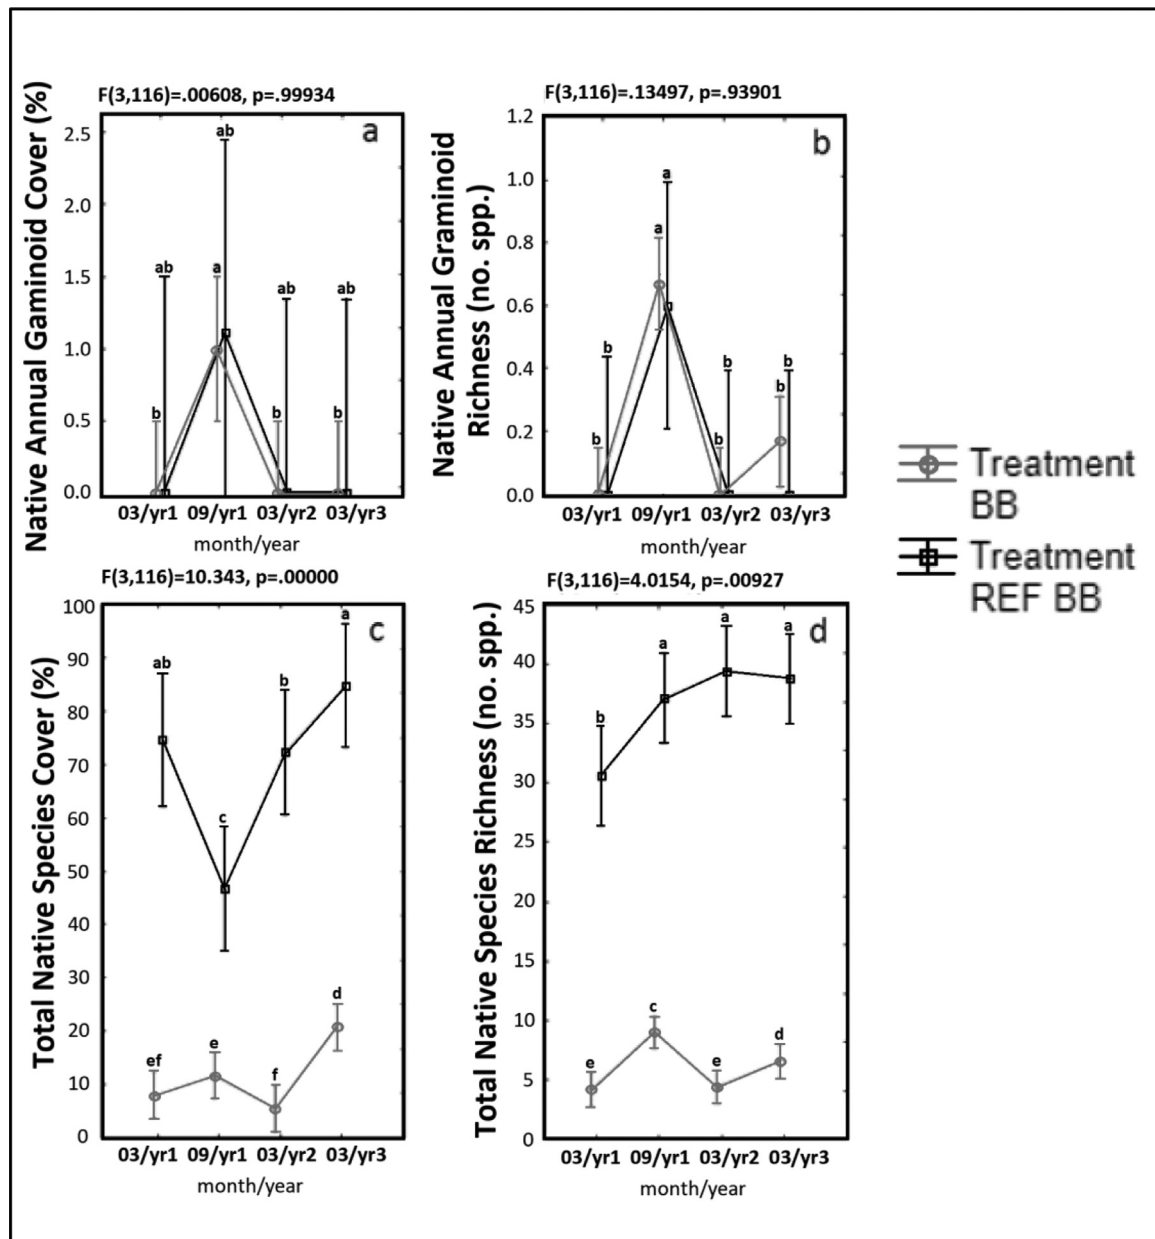 F(3,116)=.00608, p=.99934
a
Native Annual Gaminoid Cover (%)
2.5
2.0
1.5
1.0
0.5
0.0
ab
ab
a
ab
ab
b
b
b
03/yr1 09/yr1 03/yr2 03/yr3
month/year
F(3,116)=.13497, p=.93901
b
Native Annual Graminoid
Richness (no. spp.)
1.2
1.0
0.8
0.6
0.4
0.2
0.0
a
a
b
b
b
b
b
b
03/yr1 09/yr1 03/yr2 03/yr3
month/year
Treatment
BB
Treatment
REF BB
F(3,116)=10.343, p=.00000
c
Total Native Species Cover (%)
100
90
80
70
60
50
40
30
20
10
0
a
ab
b
c
d
ef
e
f
03/yr1 09/yr1 03/yr2 03/yr3
month/year
F(3,116)=4.0154, p=.00927
d
Total Native Species Richness (no. spp.)
45
40
35
30
25
20
15
10
5
0
a
a
a
b
c
d
e
e
03/yr1 09/yr1 03/yr2 03/yr3
month/year